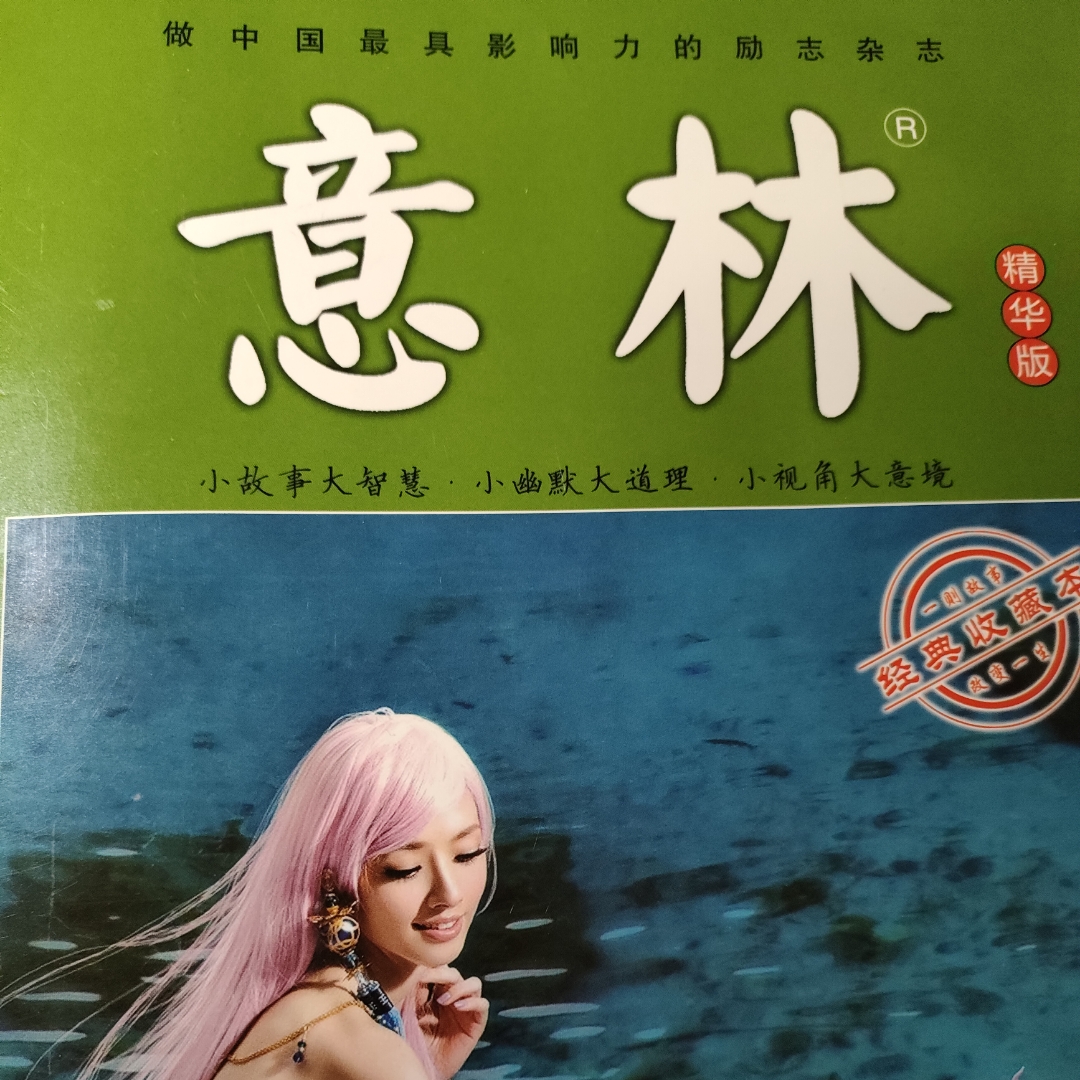 做中国最具影响力的励志杂志
意林®
精华版
小故事大智慧·小幽默大道理·小视角大意境
一则故事
经典收藏本
改变一生